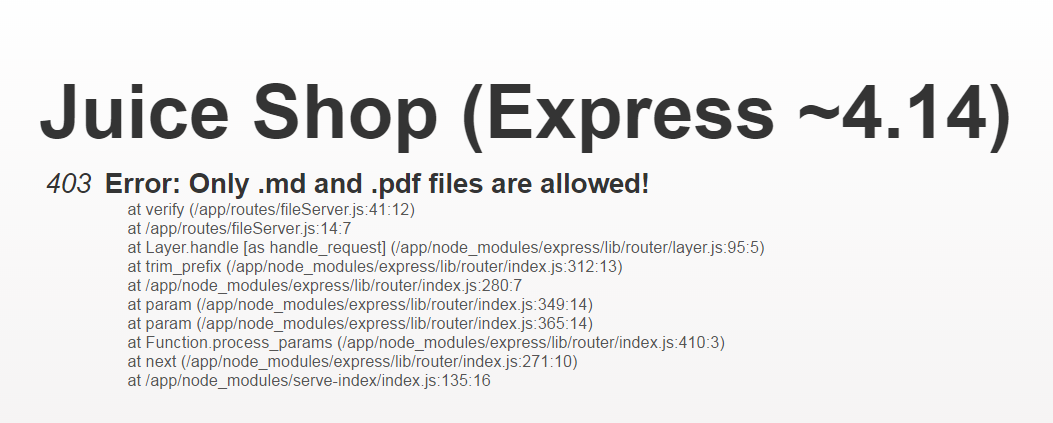 Juice Shop (Express ~4.14)
403 Error: Only .md and .pdf files are allowed!
at verify (/app/routes/fileServer.js:41:12)
at /app/routes/fileServer.js:14:7
at Layer.handle [as handle_request] (/app/node_modules/express/lib/router/layer.js:95:5)
at trim_prefix (/app/node_modules/express/lib/router/index.js:312:13)
at /app/node_modules/express/lib/router/index.js:280:7
at param (/app/node_modules/express/lib/router/index.js:349:14)
at param (/app/node_modules/express/lib/router/index.js:365:14)
at Function.process_params (/app/node_modules/express/lib/router/index.js:410:3)
at next (/app/node_modules/express/lib/router/index.js:271:10)
at /app/node_modules/serve-index/index.js:135:16